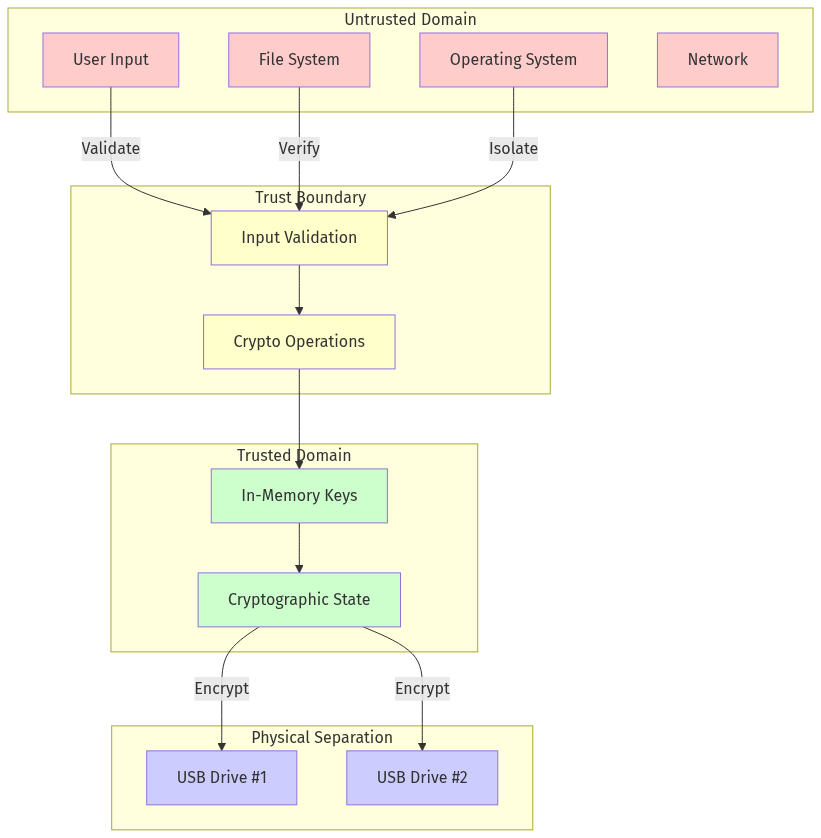 Untrusted Domain
User Input
File System
Operating System
Network
Validate
Verify
Isolate
Trust Boundary
Input Validation
Crypto Operations
Trusted Domain
In-Memory Keys
Cryptographic State
Encrypt
Encrypt
Physical Separation
USB Drive #1
USB Drive #2